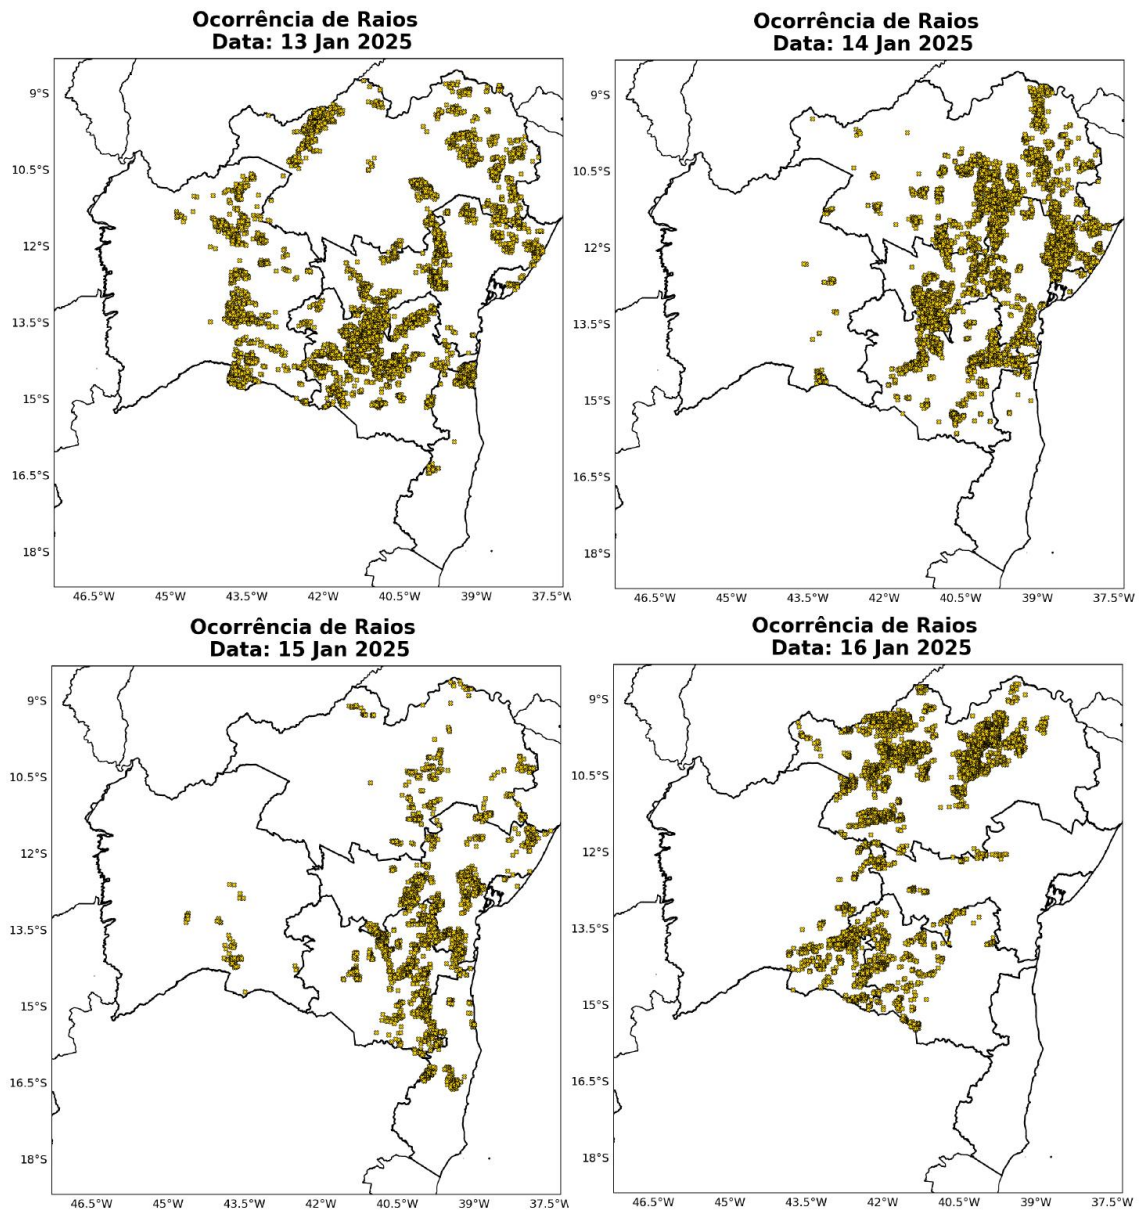 Ocorrência de Raios
Data: 13 Jan 2025
9°S
10.5°S
12°S
13.5°S
15°S
16.5°S
18°S
46.5°W 45°W 43.5°W 42°W 40.5°W 39°W 37.5°W
Ocorrência de Raios
Data: 14 Jan 2025
9°S
10.5°S
12°S
13.5°S
15°S
16.5°S
18°S
46.5°W 45°W 43.5°W 42°W 40.5°W 39°W 37.5°W
Ocorrência de Raios
Data: 15 Jan 2025
9°S
10.5°S
12°S
13.5°S
15°S
16.5°S
18°S
46.5°W 45°W 43.5°W 42°W 40.5°W 39°W 37.5°W
Ocorrência de Raios
Data: 16 Jan 2025
9°S
10.5°S
12°S
13.5°S
15°S
16.5°S
18°S
46.5°W 45°W 43.5°W 42°W 40.5°W 39°W 37.5°W